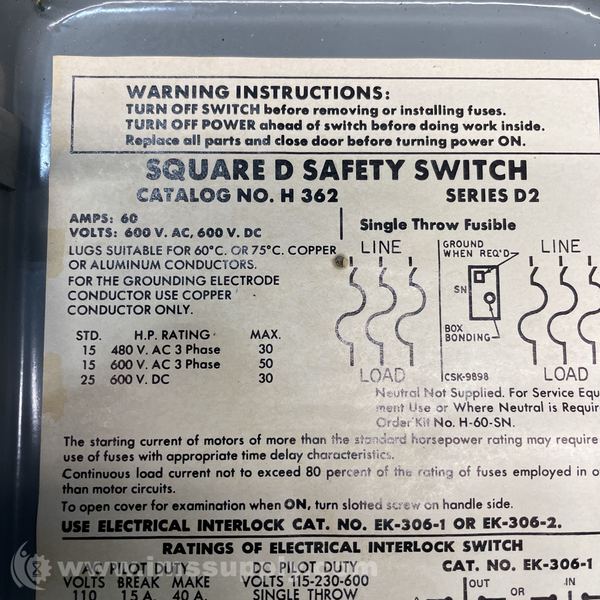 WARNING INSTRUCTIONS:
TURN OFF SWITCH before removing or installing fuses.
TURN OFF POWER ahead of switch before doing work inside.
Replace all parts and close door before turning power ON.
SQUARE D SAFETY SWITCH
CATALOG NO. H 362 SERIES D2
AMPS: 60
VOLTS: 600 V. AC, 600 V. DC
LUGS SUITABLE FOR 60°C. OR 75°C. COPPER
OR ALUMINUM CONDUCTORS.
FOR THE GROUNDING ELECTRODE
CONDUCTOR USE COPPER
CONDUCTOR ONLY.
STD. H.P. RATING MAX.
15 480 V. AC 3 Phase 30
15 600 V. AC 3 Phase 50
25 600 V. DC 30
Single Throw Fusible
LINE GROUND LINE
WHEN REQ'D
SN
BOX
BONDING
LOAD CSK-9898 LOAD
Neutral Not Supplied. For Service Equ
ment Use or Where Neutral is Requir
Order Kit No. H-60-SN.
The starting current of motors of more than the standard horsepower rating may require
use of fuses with appropriate time delay characteristics.
Continuous load current not to exceed 80 percent of the rating of fuses employed in o
than motor circuits.
To open cover for examination when ON, turn slotted screw on handle side.
USE ELECTRICAL INTERLOCK CAT. NO. EK-306-1 OR EK-306-2.
RATINGS OF ELECTRICAL INTERLOCK SWITCH
AC PILOT DUTY DC PILOT DUTY CAT. NO. EK-306-1
VOLTS BREAK MAKE VOLTS 115-230-600 OUT IN
110 15 A. 40 A. SINGLE THROW OR